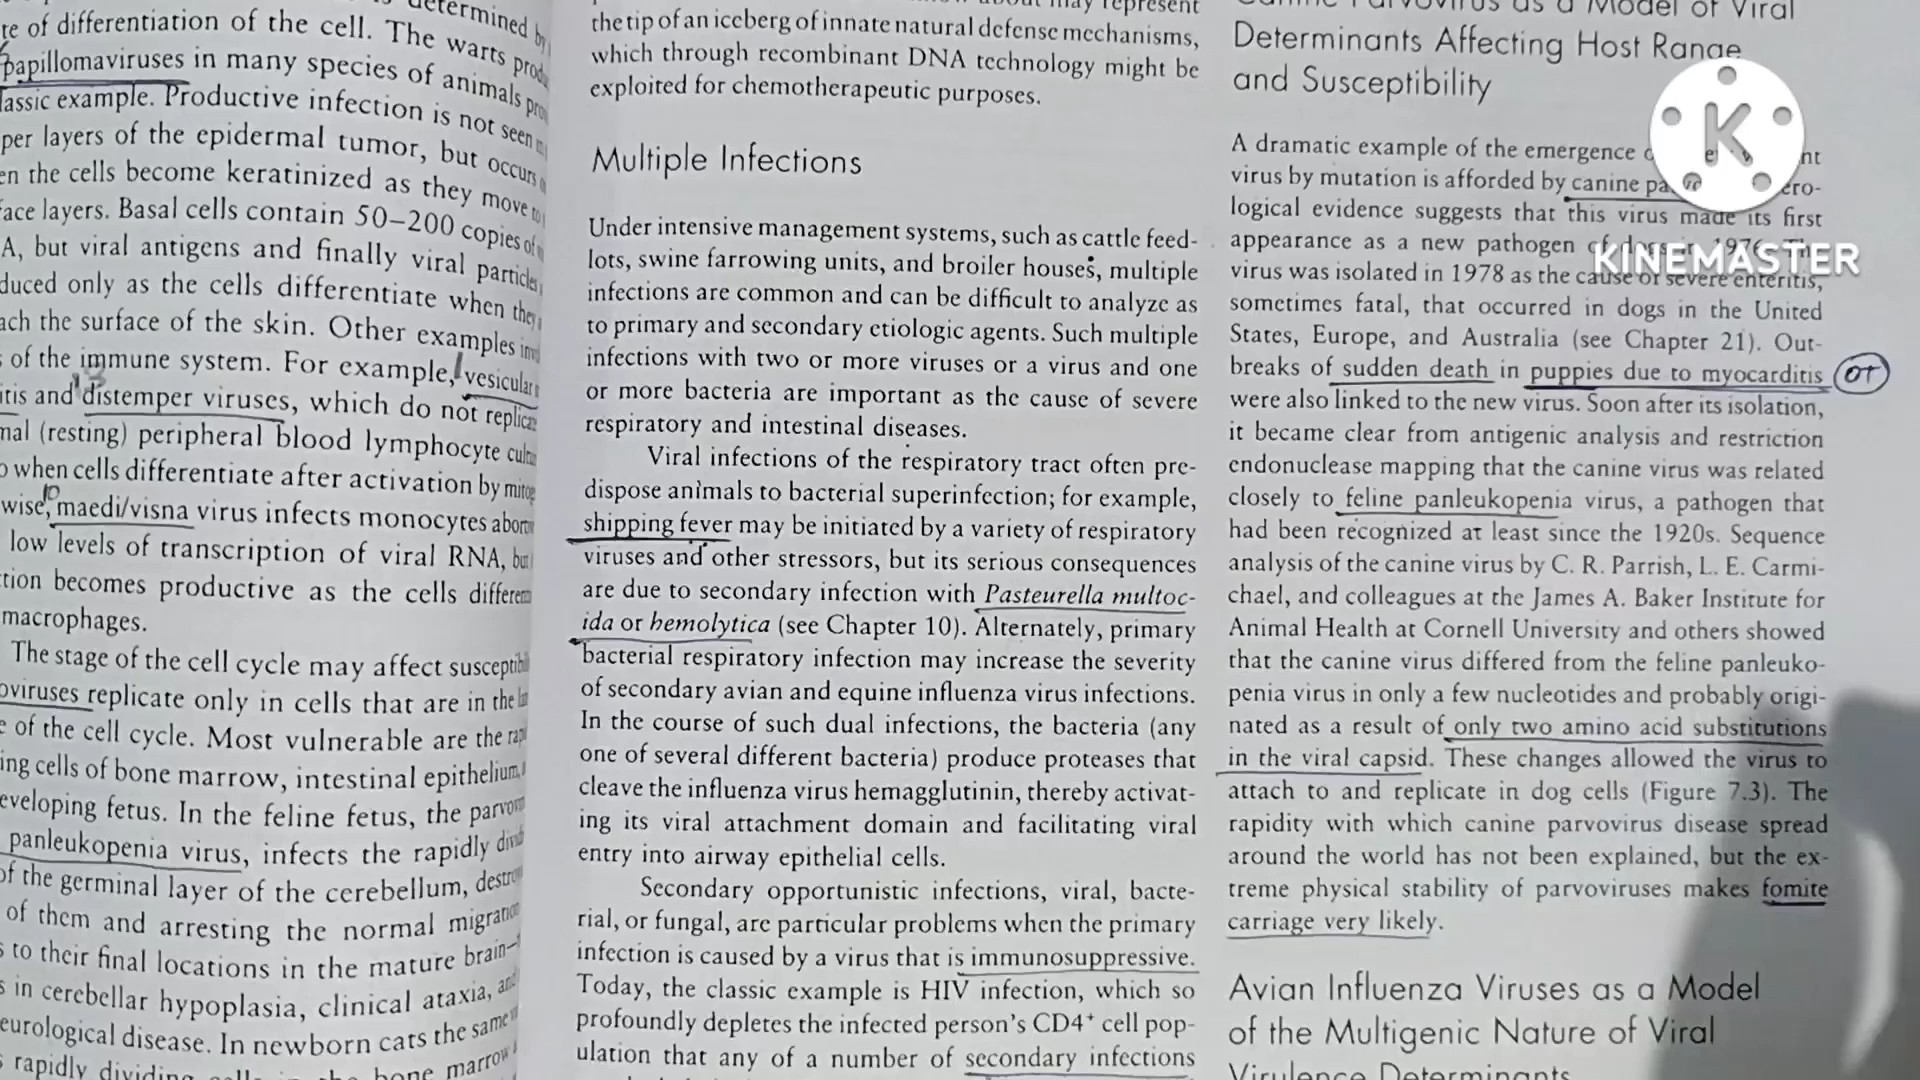 determined by
te of differentiation of the cell. The warts
papillomaviruses in many species of animals
lassic example. Productive infection is not seen
per layers of the epidermal tumor, but occurs
en the cells become keratinized as they move
face layers. Basal cells contain 50–200 copies of
A, but viral antigens and finally viral particles
duced only as the cells differentiate when they
ach the surface of the skin. Other examples
of the immune system. For example, vesicular
itis and distemper viruses, which do not
mal (resting) peripheral blood lymphocyte
o when cells differentiate after activation by
wise, maedi/visna virus infects monocytes
low levels of transcription of viral RNA, but
tion becomes productive as the cells
macrophages.
The stage of the cell cycle may affect
oviruses replicate only in cells that are in the
e of the cell cycle. Most vulnerable are the
ing cells of bone marrow, intestinal epithelium,
eveloping fetus. In the feline fetus, the
panleukopenia virus, infects the rapidly
of the germinal layer of the cerebellum,
of them and arresting the normal
s to their final locations in the mature brain—
s in cerebellar hypoplasia, clinical ataxia,
eurological disease. In newborn cats the same
rapidly dividing cells in the bone marrow
the tip of an iceberg of innate natural defense mechanisms,
which through recombinant DNA technology might be
exploited for chemotherapeutic purposes.
Multiple Infections
Under intensive management systems, such as cattle feed-
lots, swine farrowing units, and broiler houses, multiple
infections are common and can be difficult to analyze as
to primary and secondary etiologic agents. Such multiple
infections with two or more viruses or a virus and one
or more bacteria are important as the cause of severe
respiratory and intestinal diseases.
Viral infections of the respiratory tract often pre-
dispose animals to bacterial superinfection; for example,
shipping fever may be initiated by a variety of respiratory
viruses and other stressors, but its serious consequences
are due to secondary infection with Pasteurella multoc-
ida or hemolytica (see Chapter 10). Alternately, primary
bacterial respiratory infection may increase the severity
of secondary avian and equine influenza virus infections.
In the course of such dual infections, the bacteria (any
one of several different bacteria) produce proteases that
cleave the influenza virus hemagglutinin, thereby activat-
ing its viral attachment domain and facilitating viral
entry into airway epithelial cells.
Secondary opportunistic infections, viral, bacte-
rial, or fungal, are particular problems when the primary
infection is caused by a virus that is immunosuppressive.
Today, the classic example is HIV infection, which so
profoundly depletes the infected person's CD4+ cell pop-
ulation that any of a number of secondary infections
Canine Parvovirus as a Model of Viral
Determinants Affecting Host Range
and Susceptibility
A dramatic example of the emergence
virus by mutation is afforded by canine
logical evidence suggests that this virus made its first
appearance as a new pathogen of dogs in 1976. The
virus was isolated in 1978 as the cause of severe enteritis,
sometimes fatal, that occurred in dogs in the United
States, Europe, and Australia (see Chapter 21). Out-
breaks of sudden death in puppies due to myocarditis
were also linked to the new virus. Soon after its isolation,
it became clear from antigenic analysis and restriction
endonuclease mapping that the canine virus was related
closely to feline panleukopenia virus, a pathogen that
had been recognized at least since the 1920s. Sequence
analysis of the canine virus by C. R. Parrish, L. E. Carmi-
chael, and colleagues at the James A. Baker Institute for
Animal Health at Cornell University and others showed
that the canine virus differed from the feline panleuko-
penia virus in only a few nucleotides and probably origi-
nated as a result of only two amino acid substitutions
in the viral capsid. These changes allowed the virus to
attach to and replicate in dog cells (Figure 7.3). The
rapidity with which canine parvovirus disease spread
around the world has not been explained, but the ex-
treme physical stability of parvoviruses makes fomite
carriage very likely.
Avian Influenza Viruses as a Model
of the Multigenic Nature of Viral
Virulence Determinants
K
KINEMASTER